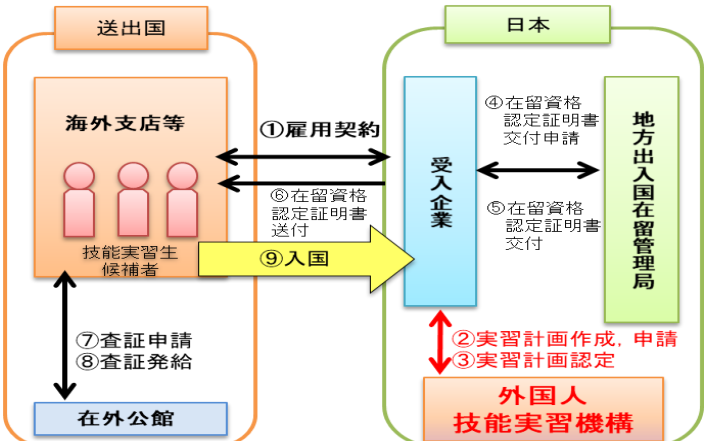 送出国
日本
海外支店等
技能実習生
候補者
①雇用契約
⑥在留資格
認定証明書
送付
⑨入国
受入企業
④在留資格
認定証明書
交付申請
⑤在留資格
認定証明書
交付
地方出入国在留管理局
⑦査証申請
⑧査証発給
在外公館
②実習計画作成, 申請
③実習計画認定
外国人
技能実習機構